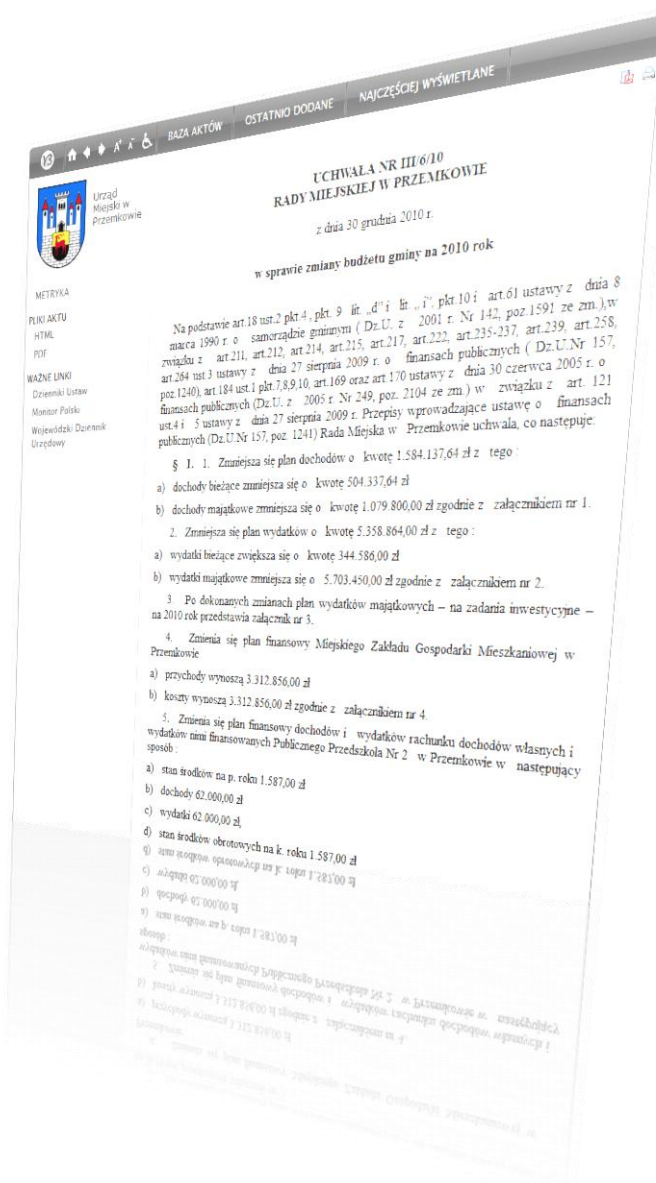 BAZA AKTÓW
OSTATNIO DODANE
NAJCZĘŚCIEJ WYŚWIETLANE
Urząd
Miejski w
Przemkowie
METRYKA
PLIKI AKTU
HTML
PDF
WAŻNE LINKI
Dzienniki Ustaw
Monitor Polski
Wojewódzki Dziennik
Urzędowy
UCHWAŁA NR III/6/10
RADY MIEJSKIEJ W PRZEMKOWIE
z dnia 30 grudnia 2010 r.
w sprawie zmiany budżetu gminy na 2010 rok
Na podstawie art.18 ust.2 pkt.4 , pkt. 9 lit. „d” i lit. „ i”, pkt.10 i art.61 ustawy z dnia 8
marca 1990 r. o samorządzie gminnym ( Dz.U. z 2001 r. Nr 142, poz.1591 ze zm.),w
związku z art.211, art.212, art.214, art.215, art.217, art.222, art.235-237, art.239, art.258,
art.264 ust.3 ustawy z dnia 27 sierpnia 2009 r. o finansach publicznych ( Dz.U.Nr 157,
poz.1240), art.184 ust.1 pkt.7,8,9,10, art.169 oraz art.170 ustawy z dnia 30 czerwca 2005 r. o
finansach publicznych (Dz.U. z 2005 r. Nr 249, poz. 2104 ze zm.) w związku z art. 121
ust.4 i 5 ustawy z dnia 27 sierpnia 2009 r. Przepisy wprowadzające ustawę o finansach
publicznych (Dz.U.Nr 157, poz. 1241) Rada Miejska w Przemkowie uchwala, co następuje:
§ 1. 1. Zmniejsza się plan dochodów o kwotę 1.584.137,64 zł z tego :
a) dochody bieżące zmniejsza się o kwotę 504.337,64 zł
b) dochody majątkowe zmniejsza się o kwotę 1.079.800,00 zł zgodnie z załącznikiem nr 1.
2. Zmniejsza się plan wydatków o kwotę 5.358.864,00 zł z tego :
a) wydatki bieżące zwiększa się o kwotę 344.586,00 zł
b) wydatki majątkowe zmniejsza się o 5.703.450,00 zł zgodnie z załącznikiem nr 2.
3. Po dokonanych zmianach plan wydatków majątkowych – na zadania inwestycyjne –
na 2010 rok przedstawia załącznik nr 3.
4. Zmienia się plan finansowy Miejskiego Zakładu Gospodarki Mieszkaniowej w
Przemkowie
a) przychody wynoszą 3.312.856,00 zł
b) koszty wynoszą 3.312.856,00 zł zgodnie z załącznikiem nr 4.
5. Zmienia się plan finansowy dochodów i wydatków rachunku dochodów własnych i
wydatków nimi finansowanych Publicznego Przedszkola Nr 2 w Przemkowie w następujący
sposób :
a) stan środków na p. roku 1.587,00 zł
b) dochody 62.000,00 zł
c) wydatki 62.000,00 zł,
d) stan środków obrotowych na k. roku 1.587,00 zł